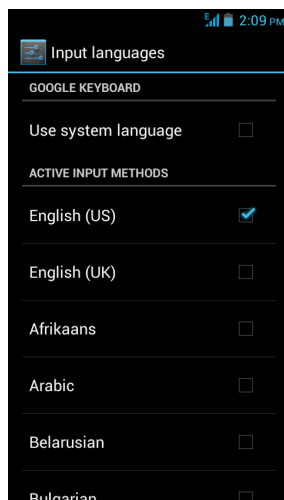 E 2:09 PM
Input languages
GOOGLE KEYBOARD
Use system language
ACTIVE INPUT METHODS
English (US)
English (UK)
Afrikaans
Arabic
Belarusian
Bulgarian